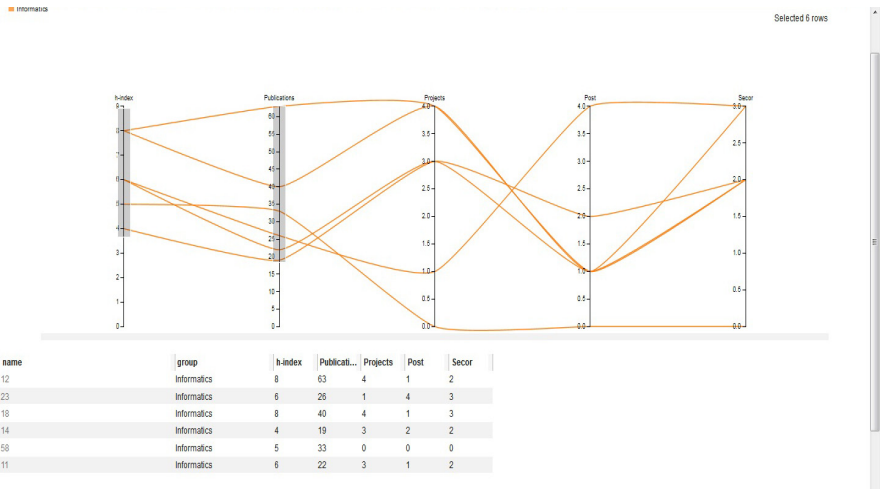 Informatics
Selected 6 rows
h-index Publications Projects Post Secor
9 8 7 6 5 4 3 2 1 0
60 55 50 45 40 35 30 25 20 15 10 5 0
4.0 3.5 3.0 2.5 2.0 1.5 1.0 0.5 0.0
4.0 3.5 3.0 2.5 2.0 1.5 1.0 0.5 0.0
3.0 2.5 2.0 1.5 1.0 0.5 0.0
name group h-index Publicati... Projects Post Secor
12 Informatics 8 63 4 1 2
23 Informatics 6 26 1 4 3
18 Informatics 8 40 4 1 3
14 Informatics 4 19 3 2 2
58 Informatics 5 33 0 0 0
11 Informatics 6 22 3 1 2